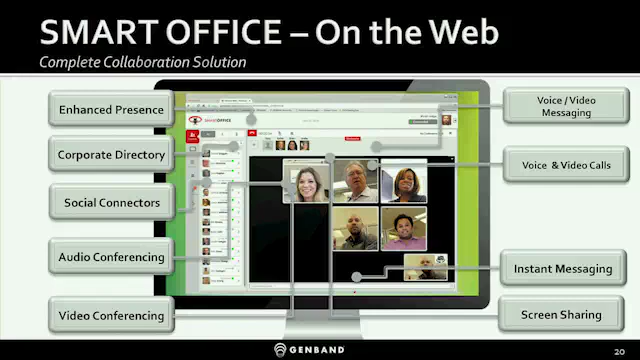 SMART OFFICE – On the Web
Complete Collaboration Solution
Enhanced Presence
Corporate Directory
Social Connectors
Audio Conferencing
Video Conferencing
SMARTOFFICE
Voice / Video
Messaging
Voice & Video Calls
Instant Messaging
Screen Sharing
GENBAND
20